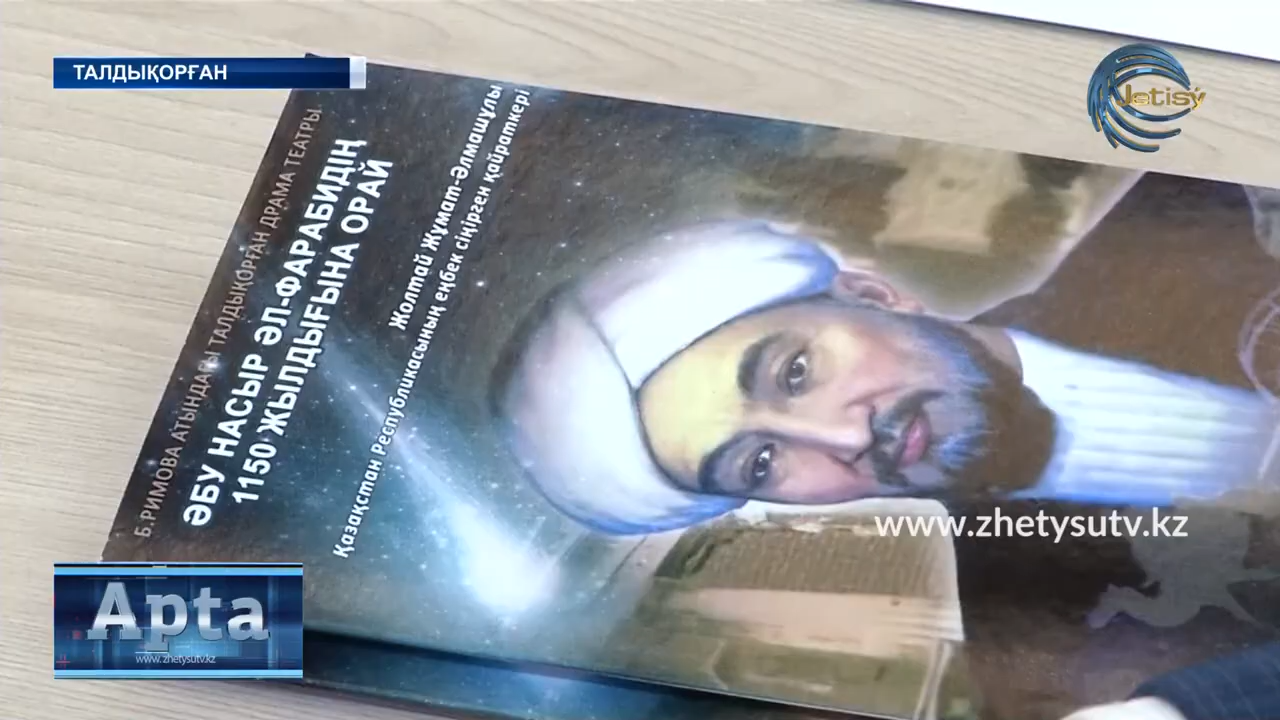 ТАЛДЫҚОРҒАН
Jetisý
Б.РИМОВА АТЫНДАҒЫ ТАЛДЫҚОРҒАН ДРАМА ТЕАТРЫ
ӘБУ НАСЫР ӘЛ-ФАРАБИДІҢ
1150 ЖЫЛДЫҒЫНА ОРАЙ
Жолтай Жұмат-Әлмашұлы
Қазақстан Республикасының еңбек сіңірген қайраткері
www.zhetysutv.kz
Apta
www.zhetysutv.kz